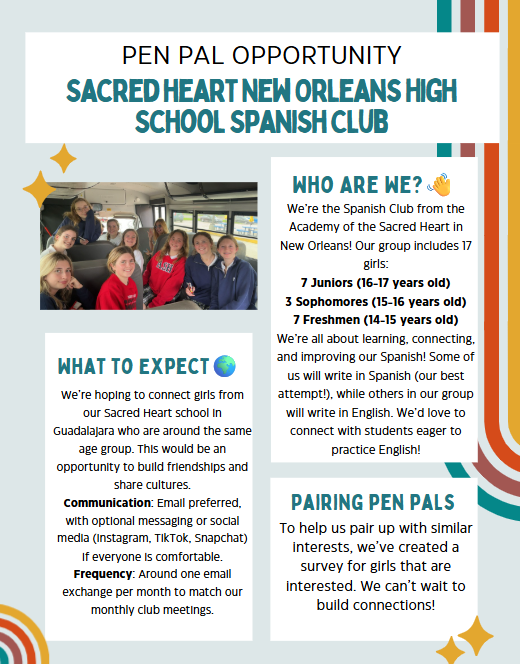 PEN PAL OPPORTUNITY
SACRED HEART NEW ORLEANS HIGH
SCHOOL SPANISH CLUB
WHO ARE WE? 👋
We're the Spanish Club from the
Academy of the Sacred Heart in
New Orleans! Our group includes 17
girls:
7 Juniors (16-17 years old)
3 Sophomores (15-16 years old)
7 Freshmen (14-15 years old)
We're all about learning, connecting,
and improving our Spanish! Some of
us will write in Spanish (our best
attempt!), while others in our group
will write in English. We'd love to
connect with students eager to
practice English!
WHAT TO EXPECT 🌍
We're hoping to connect girls from
our Sacred Heart school in
Guadalajara who are around the same
age group. This would be an
opportunity to build friendships and
share cultures.
Communication: Email preferred,
with optional messaging or social
media (Instagram, TikTok, Snapchat)
if everyone is comfortable.
Frequency: Around one email
exchange per month to match our
monthly club meetings.
PAIRING PEN PALS
To help us pair up with similar
interests, we've created a
survey for girls that are
interested. We can't wait to
build connections!